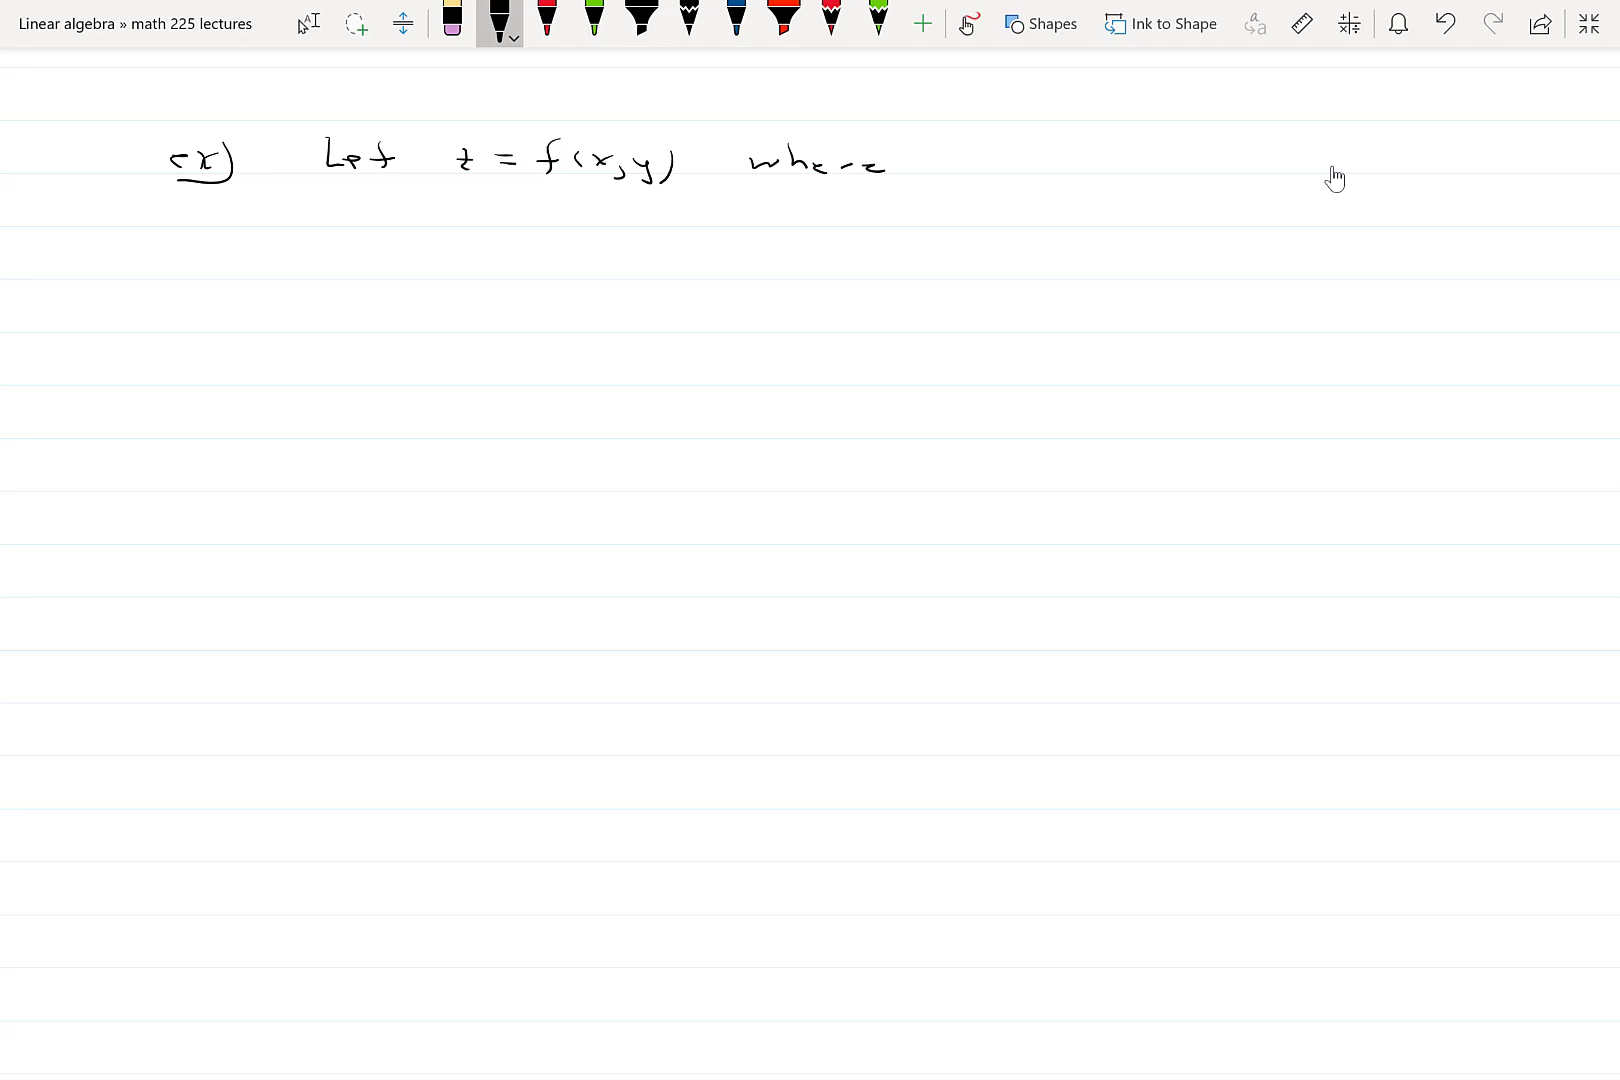 Linear algebra » math 225 lectures Shapes Ink to Shape
ex) Let z = f(x,y) where